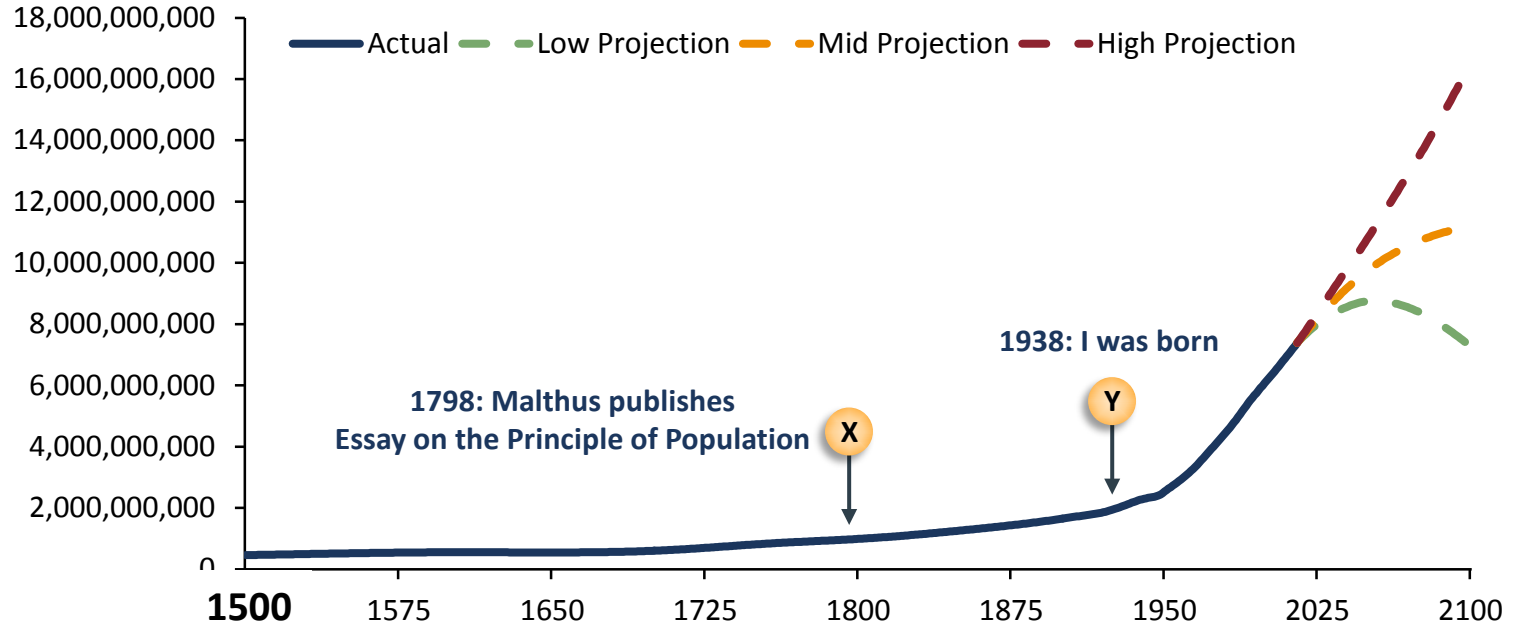 18,000,000,000
Actual Low Projection Mid Projection High Projection
16,000,000,000
14,000,000,000
12,000,000,000
10,000,000,000
8,000,000,000
1938: I was born
6,000,000,000
Y
1798: Malthus publishes
Essay on the Principle of Population
X
4,000,000,000
2,000,000,000
0
1500 1575 1650 1725 1800 1875 1950 2025 2100